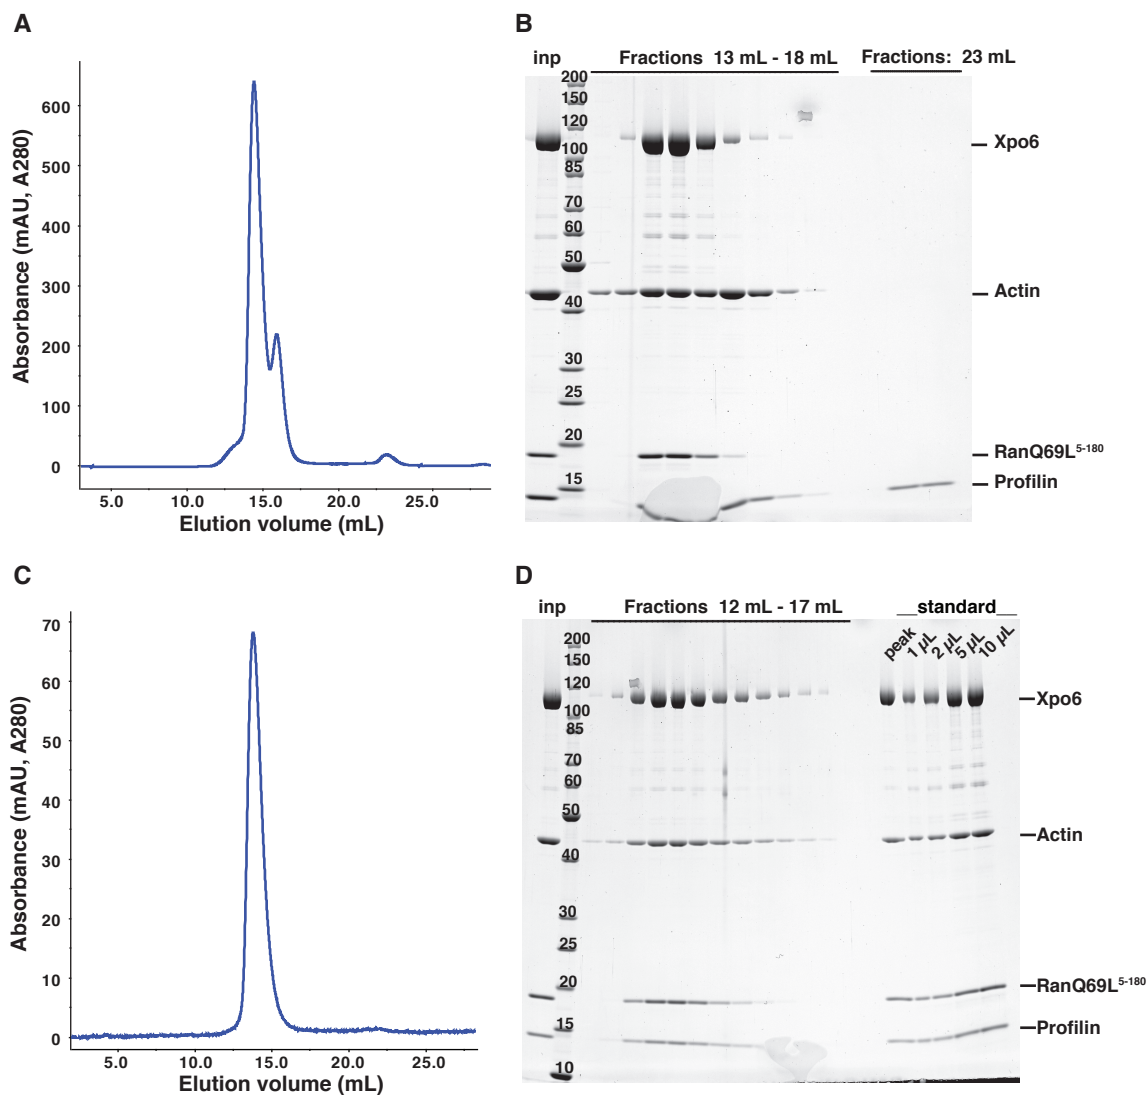 A
Absorbance (mAU, A280)
600
500
400
300
200
100
0
5.0 10.0 15.0 20.0 25.0
Elution volume (mL)
B
inp Fractions 13 mL - 18 mL Fractions: 23 mL
200
150
120
100
85
70
60
50
40
30
25
20
15
Xpo6
Actin
RanQ69L5-180
Profilin
C
Absorbance (mAU, A280)
70
60
50
40
30
20
10
0
5.0 10.0 15.0 20.0 25.0
Elution volume (mL)
D
inp Fractions 12 mL - 17 mL standard
peak 1 µL 2 µL 5 µL 10 µL
200
150
120
100
85
70
60
50
40
30
25
20
15
10
Xpo6
Actin
RanQ69L5-180
Profilin